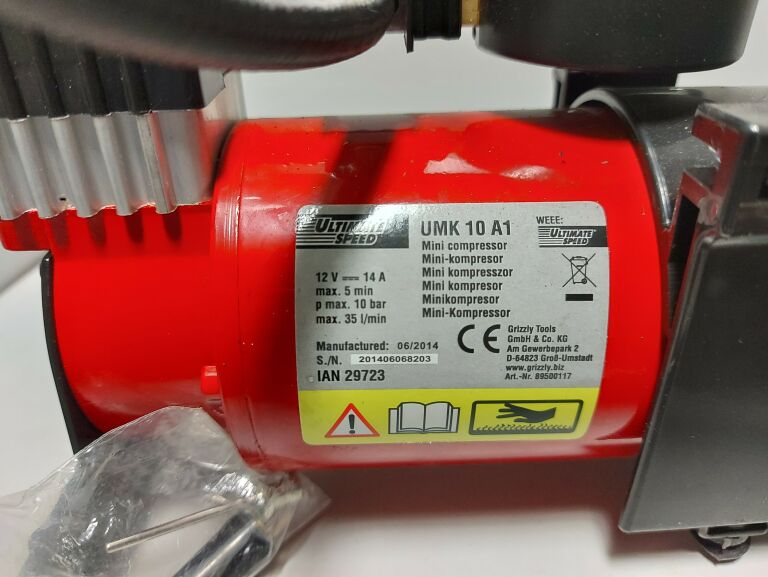 ULTIMATE SPEED
UMK 10 A1
WEEE:
ULTIMATE SPEED
Mini compressor
Mini-kompresor
Mini kompresszor
Mini kompresor
Minikompresor
Mini-Kompressor
12 V 14 A
max. 5 min
p max. 10 bar
max. 35 l/min
Manufactured: 06/2014
S./N. 201406068203
IAN 29723
CE
Grizzly Tools
GmbH & Co. KG
Am Gewerbepark 2
D-64823 Groß-Umstadt
www.grizzly.biz
Art.-Nr. 89500117